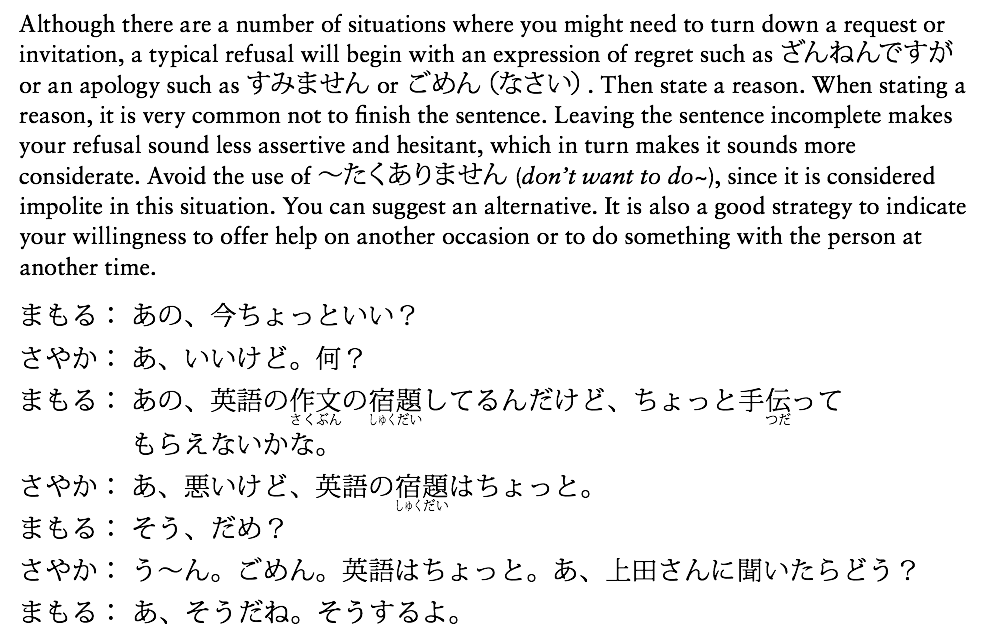 Although there are a number of situations where you might need to turn down a request or
invitation, a typical refusal will begin with an expression of regret such as ざんねんですが
or an apology such as すみません or ごめん（なさい）. Then state a reason. When stating a
reason, it is very common not to finish the sentence. Leaving the sentence incomplete makes
your refusal sound less assertive and hesitant, which in turn makes it sounds more
considerate. Avoid the use of 〜たくありません (don't want to do~), since it is considered
impolite in this situation. You can suggest an alternative. It is also a good strategy to indicate
your willingness to offer help on another occasion or to do something with the person at
another time.
まもる： あの、今ちょっといい？
さやか： あ、いいけど。何？
まもる： あの、英語の作文の宿題してるんだけど、ちょっと手伝って
さくぶん しゅくだい つだ
もらえないかな。
さやか： あ、悪いけど、英語の宿題はちょっと。
しゅくだい
まもる： そう、だめ？
さやか： う〜ん。ごめん。英語はちょっと。あ、上田さんに聞いたらどう？
まもる： あ、そうだね。そうするよ。